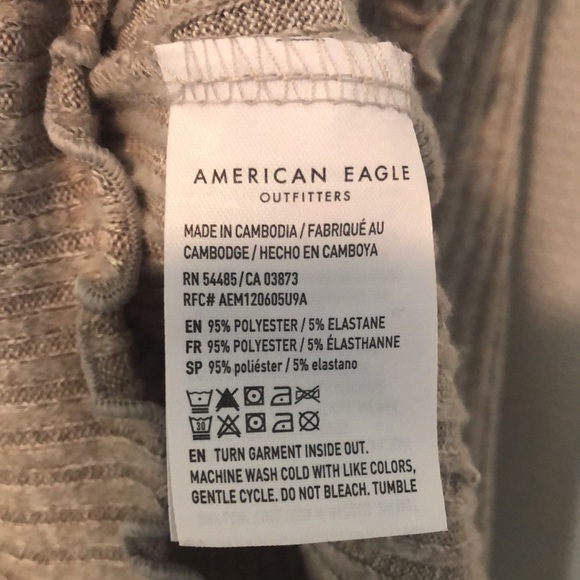 AMERICAN EAGLE
OUTFITTERS
MADE IN CAMBODIA / FABRIQUÉ AU
CAMBODGE / HECHO EN CAMBOYA
RN 54485 / CA 03873
RFC# AEM120605U9A
EN 95% POLYESTER / 5% ELASTANE
FR 95% POLYESTER / 5% ÉLASTHANNE
SP 95% poliéster / 5% elastano
30
EN TURN GARMENT INSIDE OUT.
MACHINE WASH COLD WITH LIKE COLORS,
GENTLE CYCLE. DO NOT BLEACH. TUMBLE